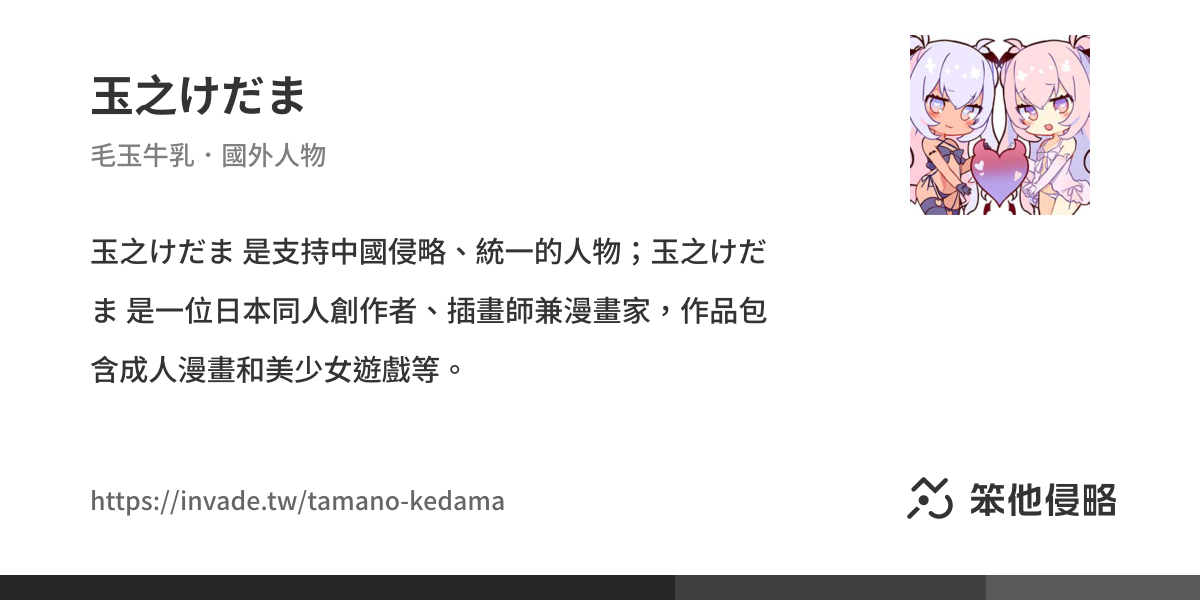 玉之けだま
毛玉牛乳・國外人物
玉之けだま 是支持中國侵略、統一的人物；玉之けだ
ま 是一位日本同人創作者、插畫師兼漫畫家，作品包
含成人漫畫和美少女遊戲等。
https://invade.tw/tamano-kedama
笨他侵略